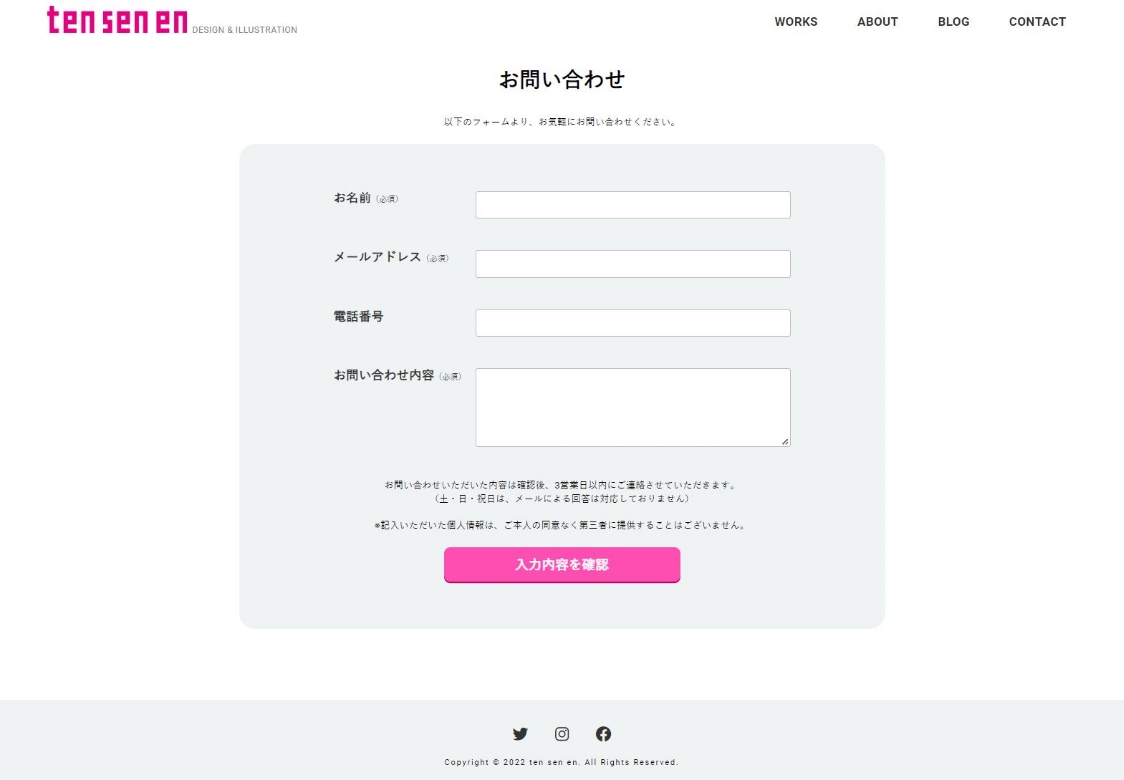 ten sen en DESIGN & ILLUSTRATION WORKS ABOUT BLOG CONTACT
お問い合わせ
以下のフォームより、お気軽にお問い合わせください。
お名前（必須）
メールアドレス（必須）
電話番号
お問い合わせ内容（必須）
お問い合わせいただいた内容は確認後、3営業日以内にご連絡させていただきます。
（土・日・祝日は、メールによる回答は対応しておりません）
※記入いただいた個人情報は、ご本人の同意なく第三者に提供することはございません。
入力内容を確認
Copyright © 2022 ten sen en. All Rights Reserved.